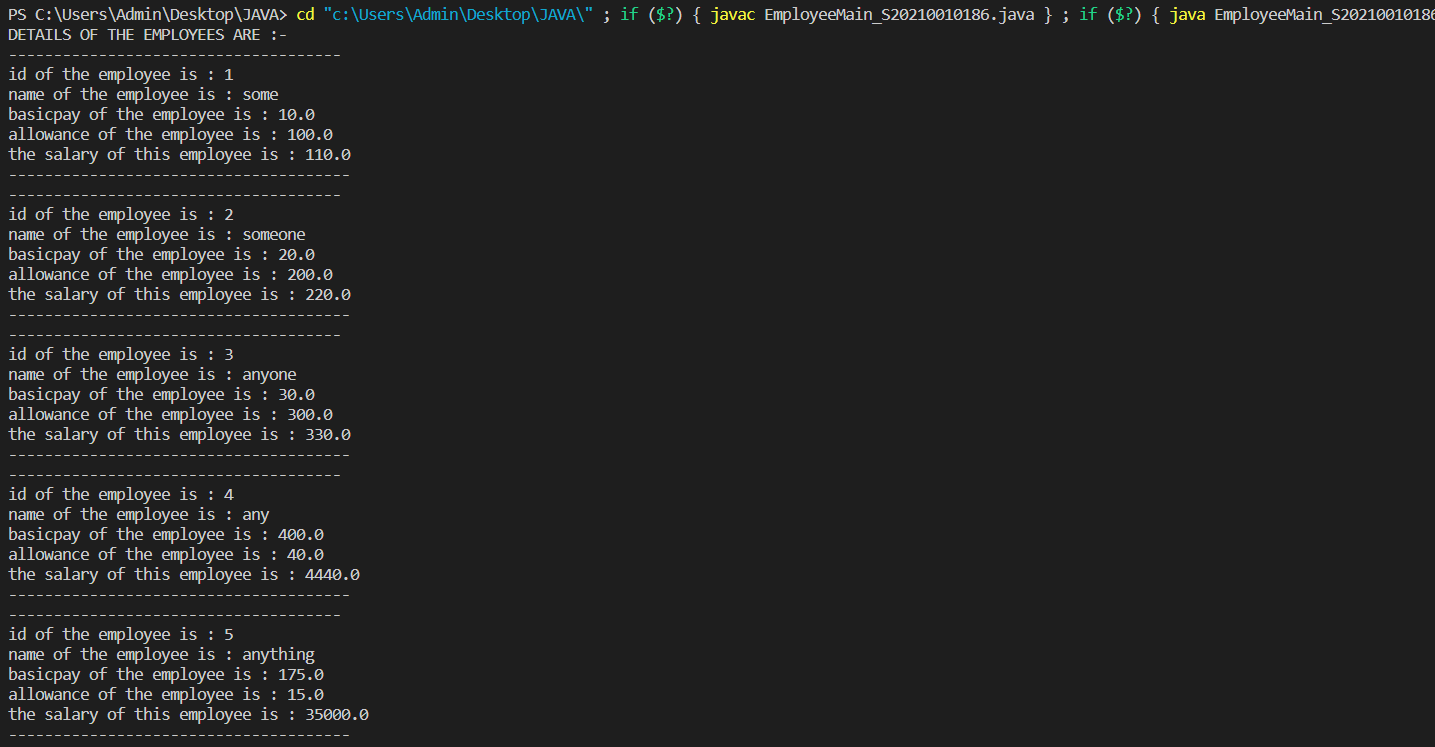 PS C:\Users\Admin\Desktop\JAVA> cd "c:\Users\Admin\Desktop\JAVA\" ; if ($?) { javac EmployeeMain_S20210010186.java } ; if ($?) { java EmployeeMain_S20210010186
DETAILS OF THE EMPLOYEES ARE :-
-------------------------------------
id of the employee is : 1
name of the employee is : some
basicpay of the employee is : 10.0
allowance of the employee is : 100.0
the salary of this employee is : 110.0
--------------------------------------
-------------------------------------
id of the employee is : 2
name of the employee is : someone
basicpay of the employee is : 20.0
allowance of the employee is : 200.0
the salary of this employee is : 220.0
--------------------------------------
-------------------------------------
id of the employee is : 3
name of the employee is : anyone
basicpay of the employee is : 30.0
allowance of the employee is : 300.0
the salary of this employee is : 330.0
--------------------------------------
-------------------------------------
id of the employee is : 4
name of the employee is : any
basicpay of the employee is : 400.0
allowance of the employee is : 40.0
the salary of this employee is : 4440.0
--------------------------------------
-------------------------------------
id of the employee is : 5
name of the employee is : anything
basicpay of the employee is : 175.0
allowance of the employee is : 15.0
the salary of this employee is : 35000.0
--------------------------------------